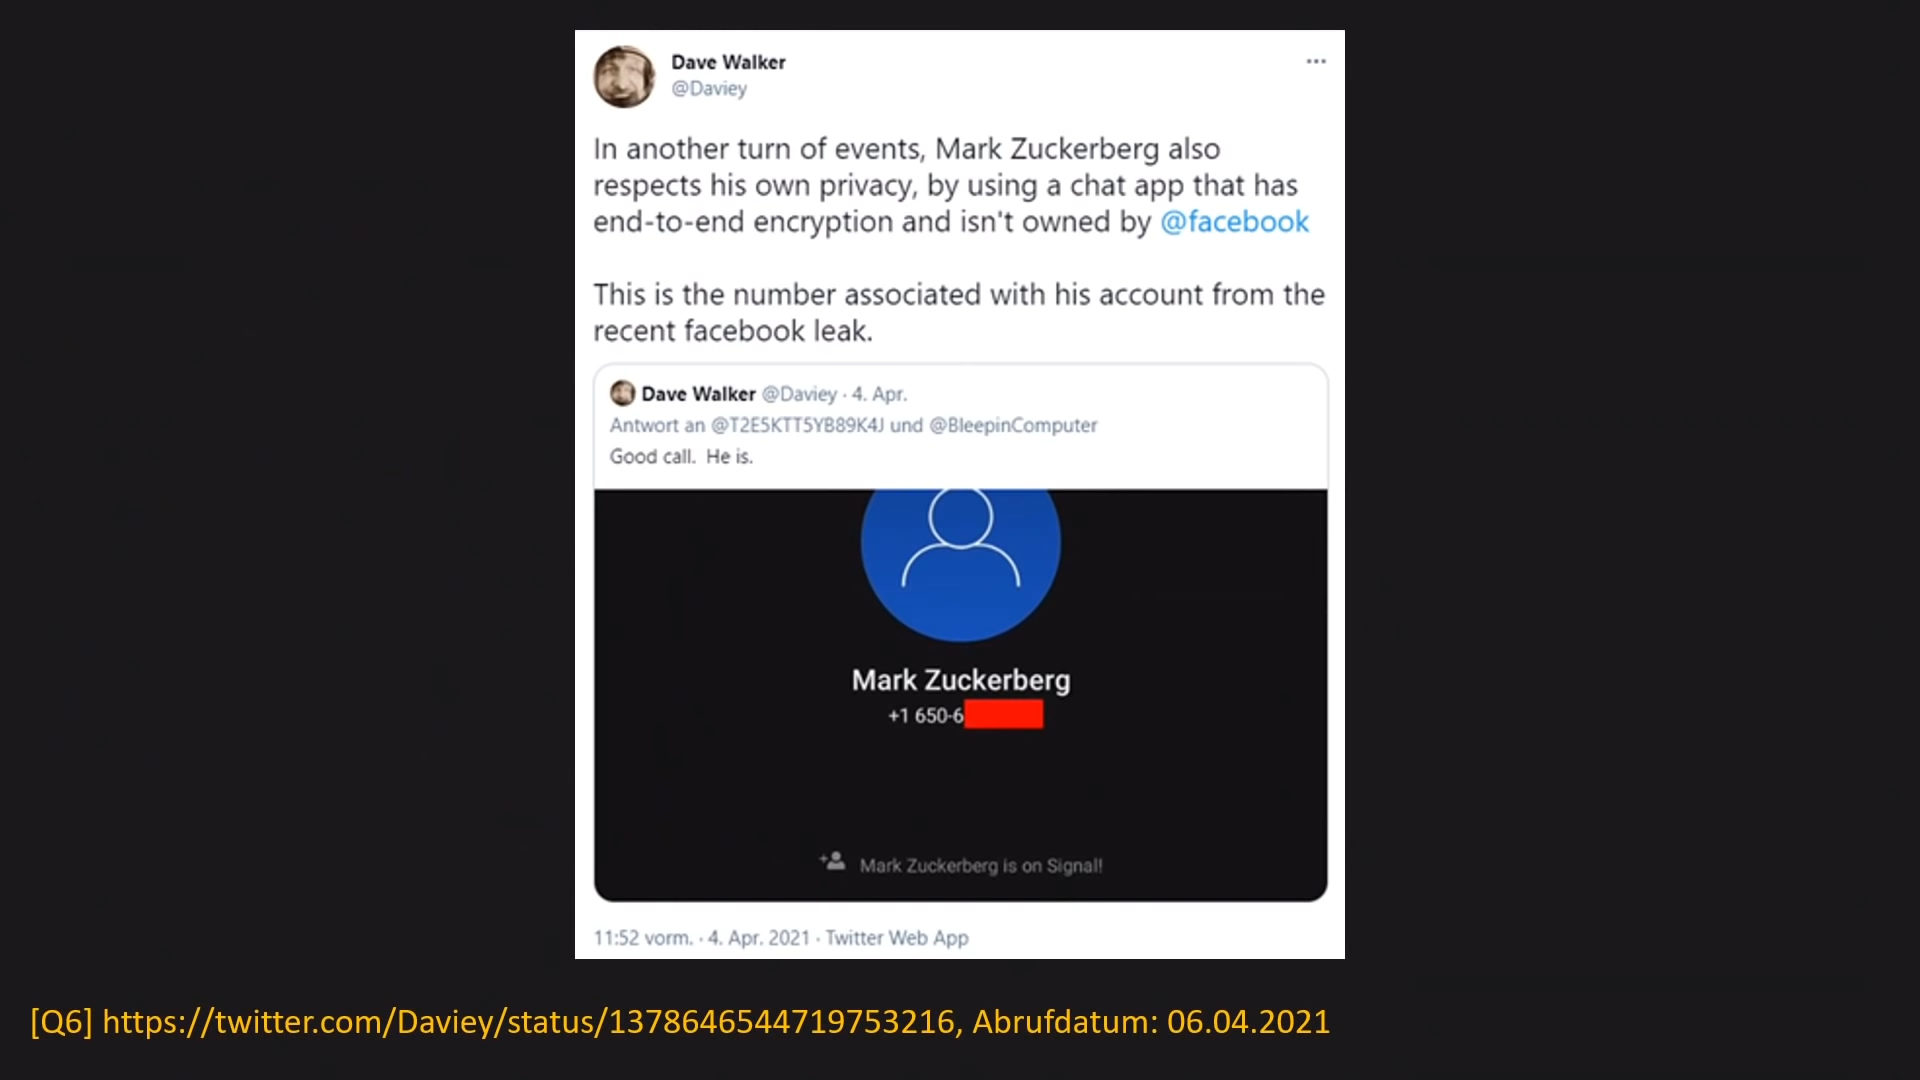 Dave Walker
@Daviey
In another turn of events, Mark Zuckerberg also
respects his own privacy, by using a chat app that has
end-to-end encryption and isn't owned by @facebook
This is the number associated with his account from the
recent facebook leak.
Dave Walker @Daviey · 4. Apr.
Antwort an @T2E5KTT5YB89K4J und @BleepinComputer
Good call. He is.
Mark Zuckerberg
+1 650-6
Mark Zuckerberg is on Signal!
11:52 vorm. · 4. Apr. 2021 · Twitter Web App
[Q6] https://twitter.com/Daviey/status/1378646544719753216, Abrufdatum: 06.04.2021